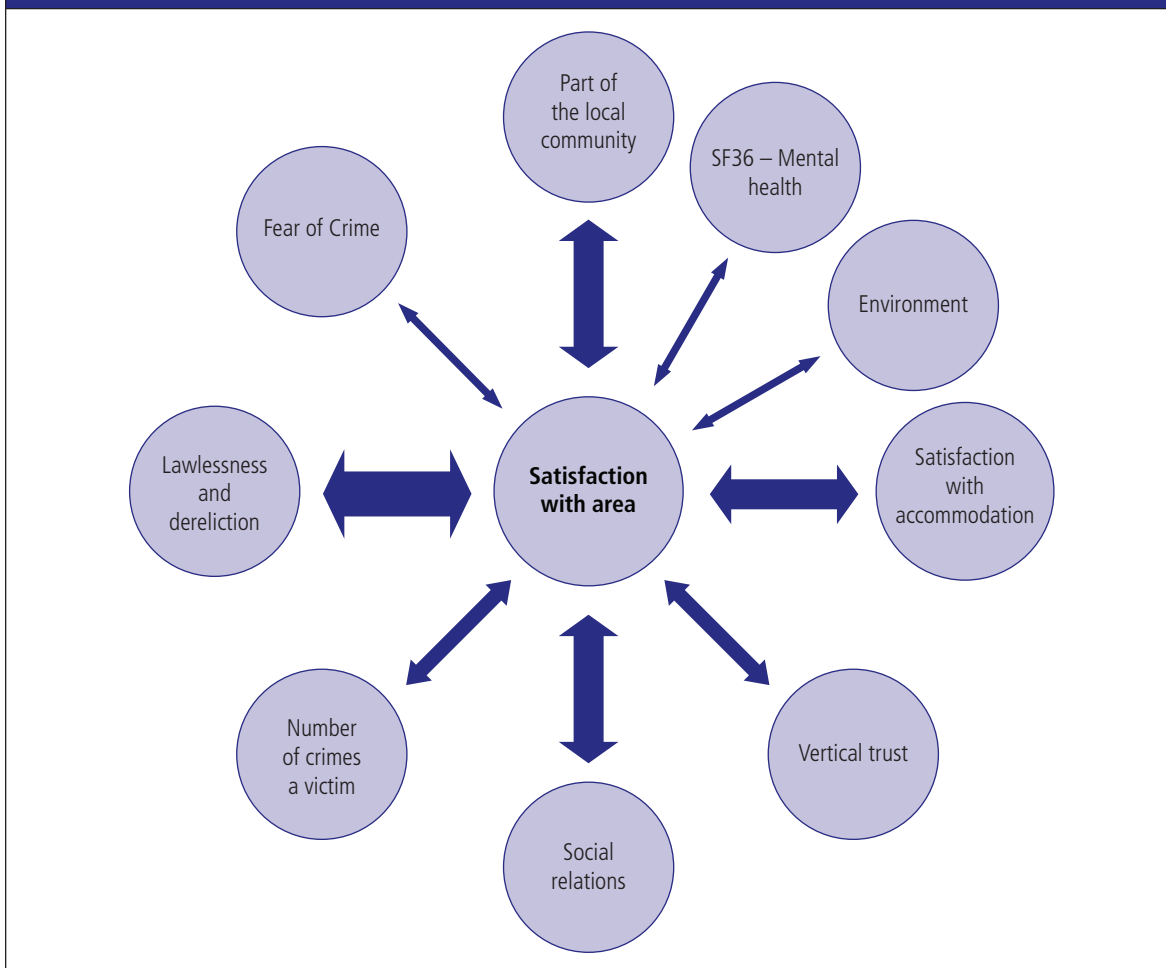 Part of
the local
community
SF36 – Mental
health
Fear of Crime
Environment
Satisfaction
with area
Lawlessness
and
dereliction
Satisfaction
with
accommodation
Number
of crimes
a victim
Vertical trust
Social
relations